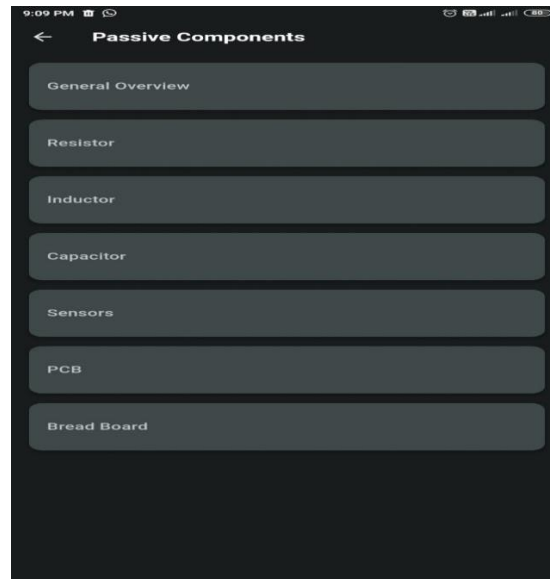 9:09 PM
Passive Components
General Overview
Resistor
Inductor
Capacitor
Sensors
PCB
Bread Board